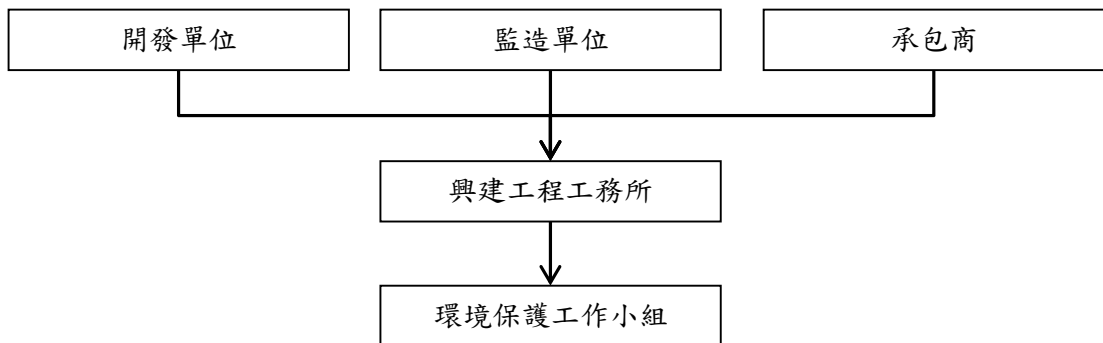 開發單位
監造單位
承包商
興建工程工務所
環境保護工作小組